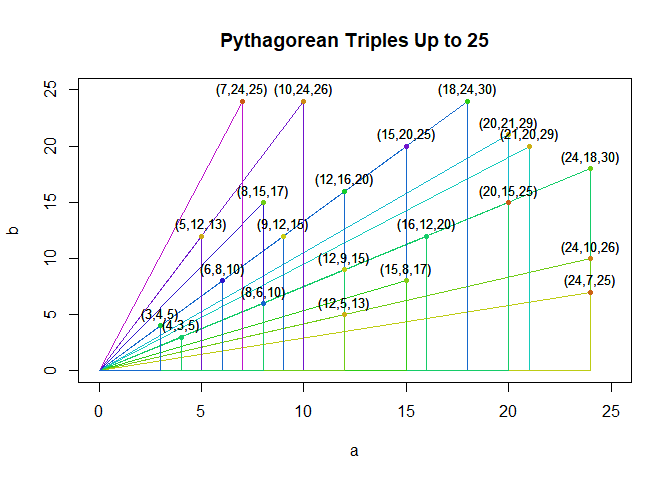 Pythagorean Triples Up to 25
(7,24,25) (10,24,26) (18,24,30)
(20,21,29)
(15,20,25) (21,20,29)
(24,18,30)
(12,16,20)
(8,15,17) (20,15,25)
(5,12,13) (9,12,15) (16,12,20)
(24,10,26)
(6,8,10) (12,9,15) (15,8,17)
(24,7,25)
(8,6,10)
(3,4,5) (12,5,13)
(4,3,5)
25
20
15
10
5
0
b
0 5 10 15 20 25
a